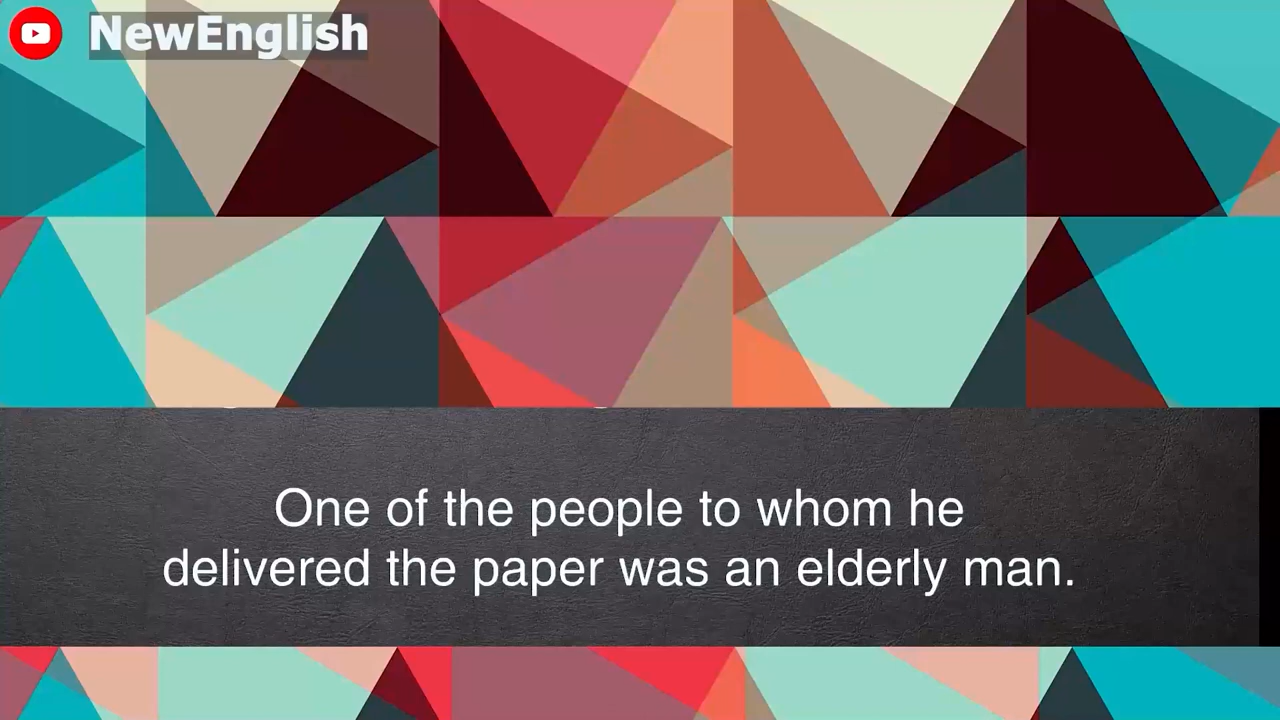 NewEnglish
One of the people to whom he
delivered the paper was an elderly man.